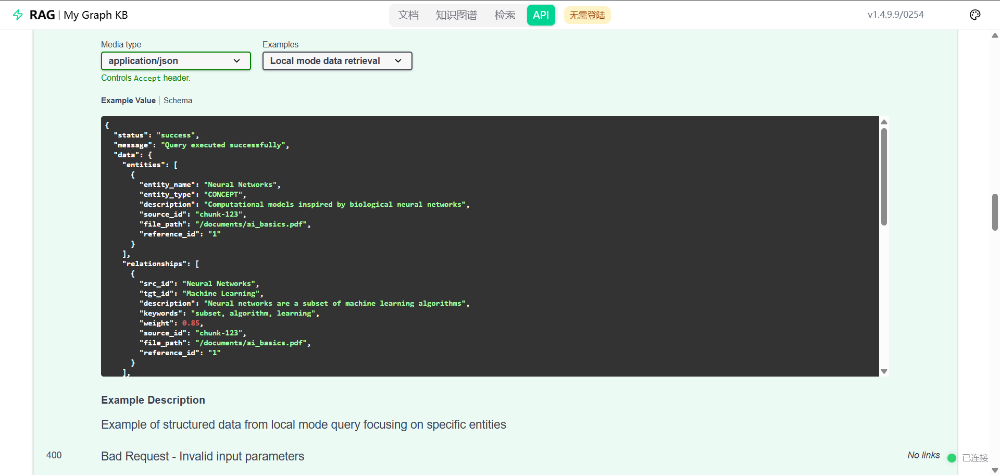 RAG | My Graph KB
文档 知识图谱 检索 API 无需登陆
v1.4.9.9/0254
Media type
Examples
application/json
Local mode data retrieval
Controls Accept header.
Example Value | Schema
{
  "status": "success",
  "message": "Query executed successfully",
  "data": {
    "entities": [
      {
        "entity_name": "Neural Networks",
        "entity_type": "CONCEPT",
        "description": "Computational models inspired by biological neural networks",
        "source_id": "chunk-123",
        "file_path": "/documents/ai_basics.pdf",
        "reference_id": "1"
      }
    ],
    "relationships": [
      {
        "src_id": "Neural Networks",
        "tgt_id": "Machine Learning",
        "description": "Neural networks are a subset of machine learning algorithms",
        "keywords": "subset, algorithm, learning",
        "weight": 0.85,
        "source_id": "chunk-123",
        "file_path": "/documents/ai_basics.pdf",
        "reference_id": "1"
      }
    ],
Example Description
Example of structured data from local mode query focusing on specific entities
400
Bad Request - Invalid input parameters
No links
已连接